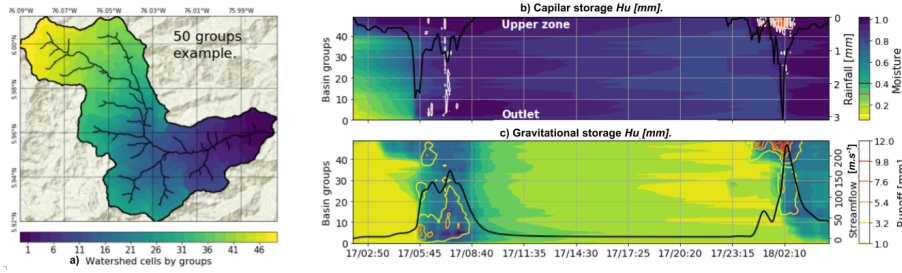 76.09°W 76.07°W 76.05°W 76.03°W 76.01°W 75.99°W
50 groups
example.
6.00°N
5.98°N
5.96°N
5.94°N
5.92°N
1 6 11 16 21 26 31 36 41 46
a) Watershed cells by groups
b) Capilar storage Hu [mm].
Upper zone
Outlet
Basin groups
40
30
20
10
0
0
1
2
3
Rainfall [mm]
1.0
0.8
0.6
0.4
0.2
Moisture
c) Gravitational storage Hu [mm].
Basin groups
40
30
20
10
0
17/02:50 17/05:45 17/08:40 17/11:35 17/14:30 17/17:25 17/20:20 17/23:15 18/02:10
200
150
100
50
0
Streamflow [m.s⁻¹]
12.0
9.8
7.6
5.4
3.2
1.0
Runoff [mm]